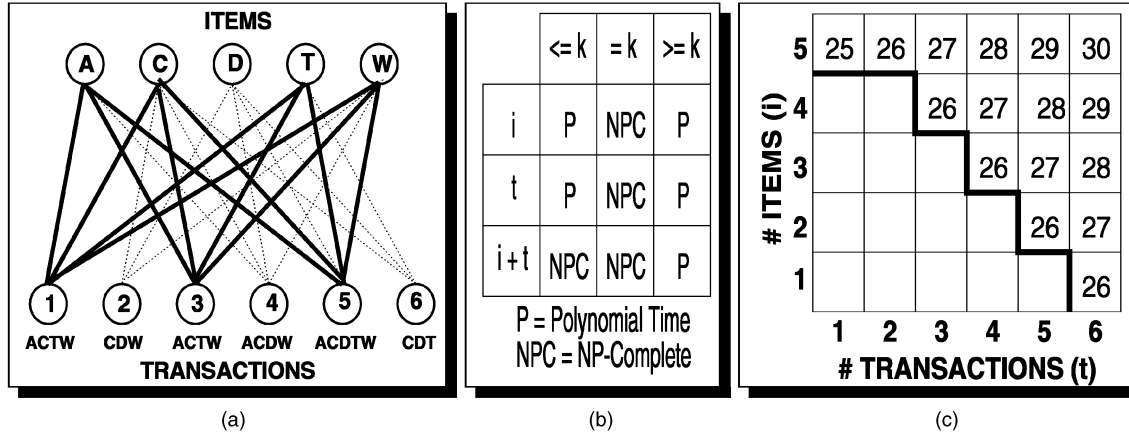 ITEMS
A C D T W
1 2 3 4 5 6
ACTW CDW ACTW ACDW ACDTW CDT
TRANSACTIONS
(a)
<= k = k >= k
i P NPC P
t P NPC P
i + t NPC NPC P
P = Polynomial Time
NPC = NP-Complete
(b)
# ITEMS (i)
5 25 26 27 28 29 30
4 26 27 28 29
3 26 27 28
2 26 27
1 26
1 2 3 4 5 6
# TRANSACTIONS (t)
(c)